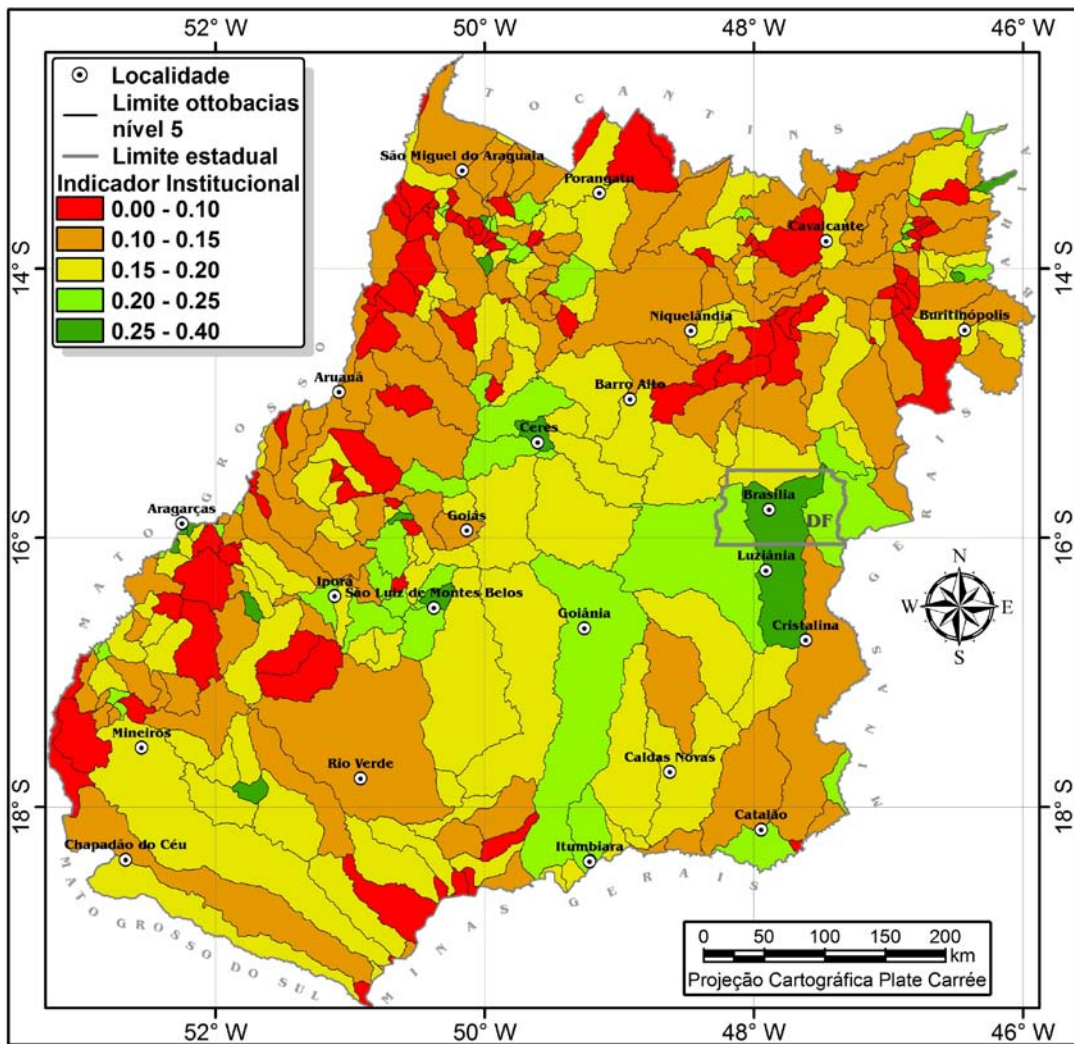 52° W 50° W 48° W 46° W
Localidade
Limite ottobacias
nível 5
Limite estadual
Indicador Institucional
0.00 - 0.10
0.10 - 0.15
0.15 - 0.20
0.20 - 0.25
0.25 - 0.40
TOCANTINS
BAHIA
MATO GROSSO
MINAS GERAIS
MINAS GERAIS
MATO GROSSO DO SUL
São Miguel do Araguaia
Porangatu
Cavalcante
14° S 14° S
Niquelândia
Buritinópolis
Aruanã
Barro Alto
Ceres
Brasília
Aragarças
Goiás
DF
16° S 16° S
Luziânia
Iporá
São Luiz de Montes Belos
Goiânia
Cristalina
N
W E
S
Mineiros
Rio Verde
Caldas Novas
18° S 18° S
Catalão
Chapadão do Céu
Itumbiara
0 50 100 150 200
km
Projeção Cartográfica Plate Carrée
52° W 50° W 48° W 46° W